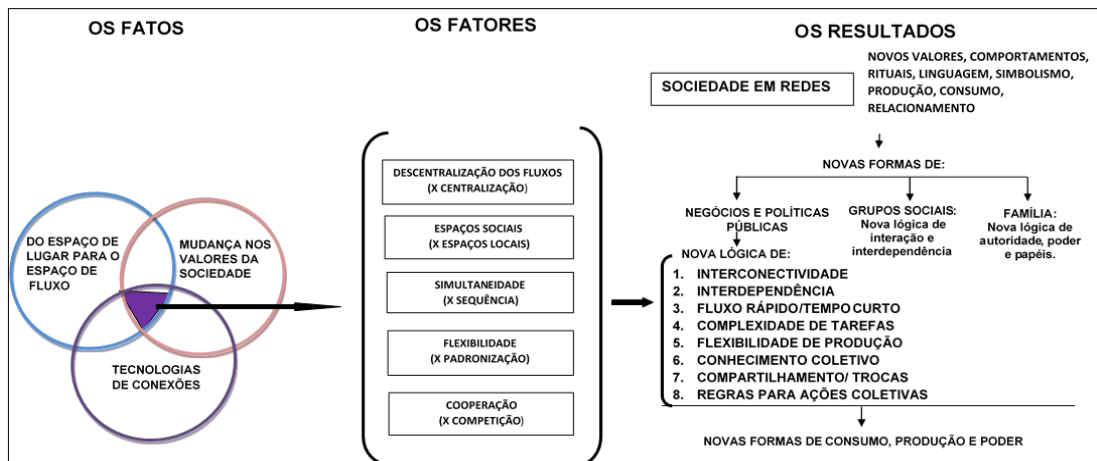 OS FATOS
DO ESPAÇO DE
LUGAR PARA O
ESPAÇO DE
FLUXO
MUDANÇA NOS
VALORES DA
SOCIEDADE
TECNOLOGIAS
DE CONEXÕES
OS FATORES
DESCENTRALIZAÇÃO DOS FLUXOS
(X CENTRALIZAÇÃO)
ESPAÇOS SOCIAIS
(X ESPAÇOS LOCAIS)
SIMULTANEIDADE
(X SEQUÊNCIA)
FLEXIBILIDADE
(X PADRONIZAÇÃO)
COOPERAÇÃO
(X COMPETIÇÃO)
OS RESULTADOS
SOCIEDADE EM REDES
NOVOS VALORES, COMPORTAMENTOS,
RITUAIS, LINGUAGEM, SIMBOLISMO,
PRODUÇÃO, CONSUMO,
RELACIONAMENTO
NOVAS FORMAS DE:
NEGÓCIOS E POLÍTICAS
PÚBLICAS
GRUPOS SOCIAIS:
Nova lógica de
interação e
interdependência
FAMÍLIA:
Nova lógica de
autoridade, poder
e papéis.
NOVA LÓGICA DE:
1. INTERCONECTIVIDADE
2. INTERDEPENDÊNCIA
3. FLUXO RÁPIDO/TEMPO CURTO
4. COMPLEXIDADE DE TAREFAS
5. FLEXIBILIDADE DE PRODUÇÃO
6. CONHECIMENTO COLETIVO
7. COMPARTILHAMENTO/ TROCAS
8. REGRAS PARA AÇÕES COLETIVAS
NOVAS FORMAS DE CONSUMO, PRODUÇÃO E PODER